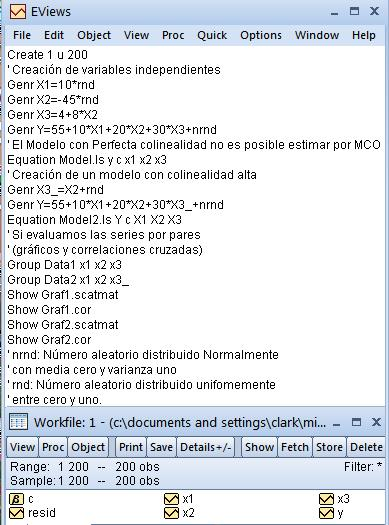 EViews
File Edit Object View Proc Quick Options Window Help
Create 1 u 200
' Creación de variables independientes
Genr X1=10*rnd
Genr X2=-45*rnd
Genr X3=4+8*X2
Genr Y=55+10*X1+20*X2+30*X3+nrnd
' El Modelo con Perfecta colinealidad no es posible estimar por MCO
Equation Model.ls y c x1 x2 x3
' Creación de un modelo con colinealidad alta
Genr X3_=X2+rnd
Genr Y=55+10*X1+20*X2+30*X3_+nrnd
Equation Model2.ls Y c X1 X2 X3
' Si evaluamos las series por pares
' (gráficos y correlaciones cruzadas)
Group Data1 x1 x2 x3
Group Data2 x1 x2 x3_
Show Graf1.scatmat
Show Graf1.cor
Show Graf2.scatmat
Show Graf2.cor
' nrnd: Número aleatorio distribuido Normalmente
' con media cero y varianza uno
' rnd: Número aleatorio distribuido uniformemente
' entre cero y uno.
Workfile: 1 - (c:\documents and settings\clark\mi...
View Proc Object Print Save Details+/- Show Fetch Store Delete
Range: 1 200 -- 200 obs Filter: *
Sample: 1 200 -- 200 obs
β c x1 x3
resid x2 y